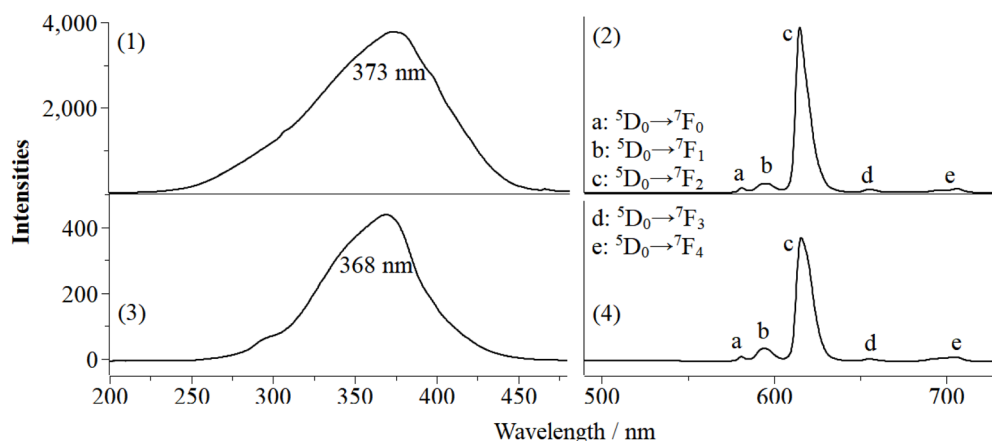 4,000
2,000
(1)
373 nm
(2)
c
a: ⁵D₀→⁷F₀
b: ⁵D₀→⁷F₁
c: ⁵D₀→⁷F₂
a
b
d
e
Intensities
400
200
0
(3)
368 nm
d: ⁵D₀→⁷F₃
e: ⁵D₀→⁷F₄
c
(4)
a
b
d
e
200 250 300 350 400 450 500 600 700
Wavelength / nm